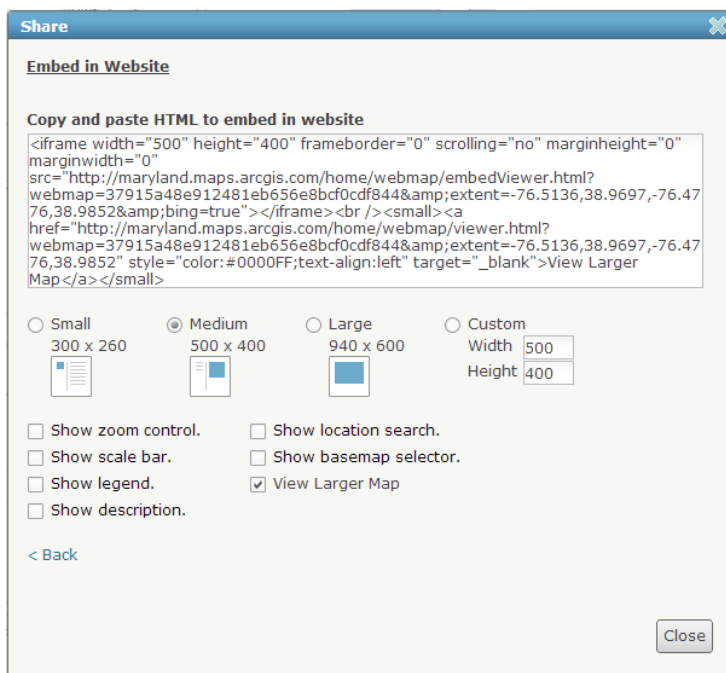 Share
Embed in Website
Copy and paste HTML to embed in website
<iframe width="500" height="400" frameborder="0" scrolling="no" marginheight="0"
marginwidth="0"
src="http://maryland.maps.arcgis.com/home/webmap/embedViewer.html?
webmap=37915a48e912481eb656e8bcf0cdf844&amp;extent=-76.5136,38.9697,-76.47
76,38.9852&amp;bing=true"></iframe><br /><small><a
href="http://maryland.maps.arcgis.com/home/webmap/viewer.html?
webmap=37915a48e912481eb656e8bcf0cdf844&amp;extent=-76.5136,38.9697,-76.47
76,38.9852" style="color:#0000FF;text-align:left" target="_blank">View Larger
Map</a></small>
Small Medium Large Custom
300 x 260 500 x 400 940 x 600 Width 500
Height 400
Show zoom control. Show location search.
Show scale bar. Show basemap selector.
Show legend. View Larger Map
Show description.
< Back
Close